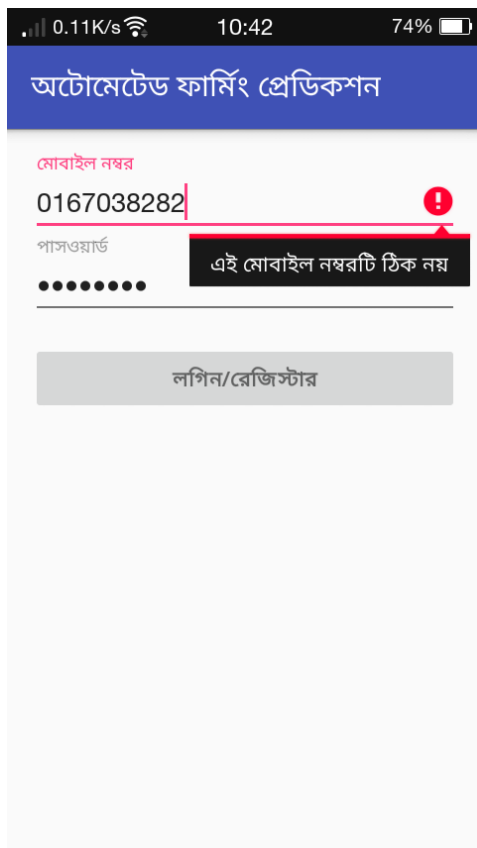 0.11K/s 10:42 74%
অটোমেটেড ফার্মিং প্রেডিকশন
মোবাইল নম্বর
0167038282
পাসওয়ার্ড
এই মোবাইল নম্বরটি ঠিক নয়
লগিন/রেজিস্টার